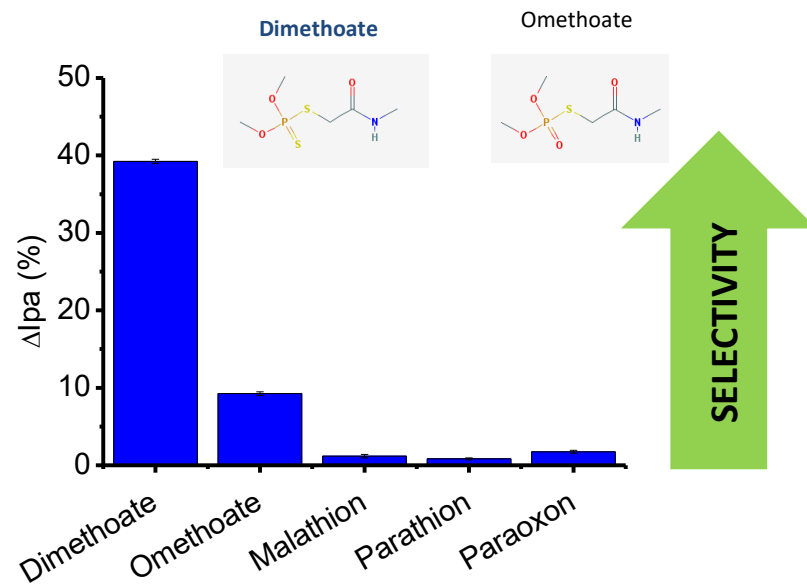 Dimethoate
Omethoate
O
O
P
S
O
S
O
N
H
O
O
P
S
O
O
N
H
50
40
30
20
10
0
ΔIpa (%)
Dimethoate
Omethoate
Malathion
Parathion
Paraoxon
SELECTIVITY